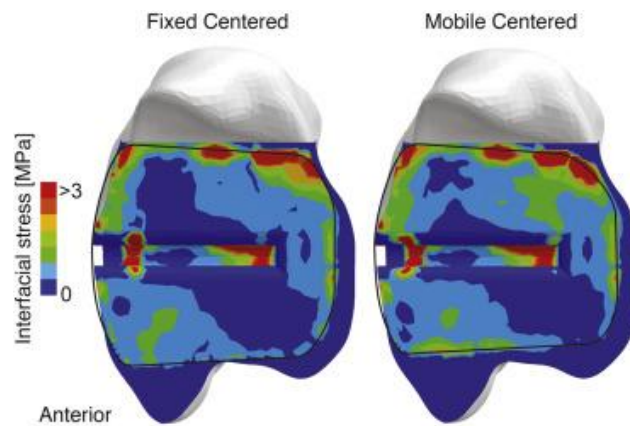 Fixed Centered
Mobile Centered
Interfacial stress [MPa]
>3
0
Anterior